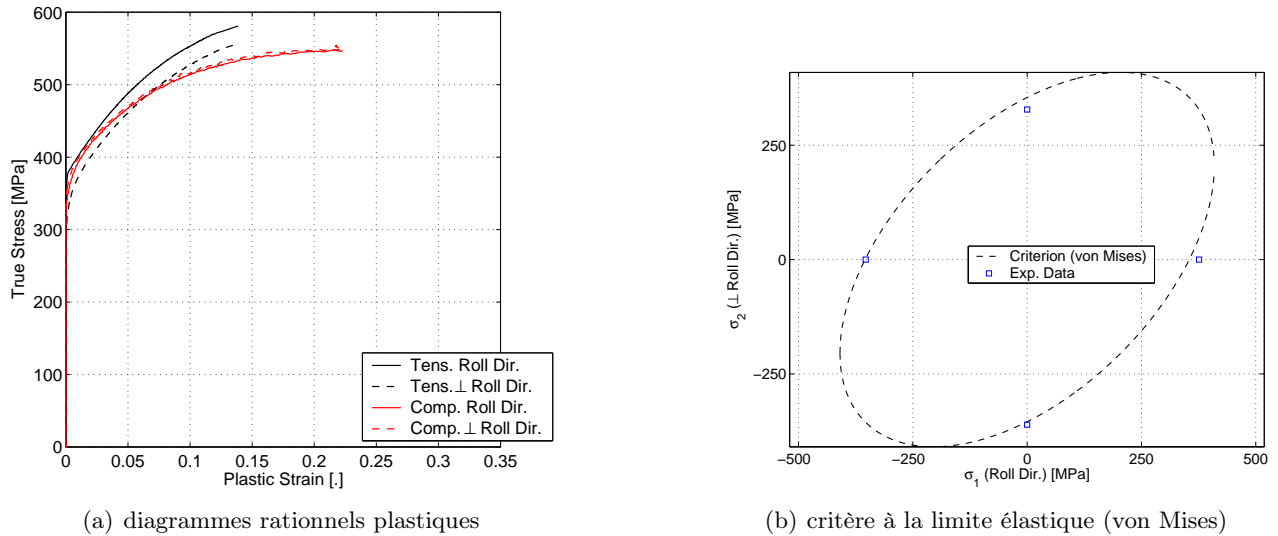 600
500
400
300
200
100
0
True Stress [MPa]
0
0.05
0.1
0.15
0.2
0.25
0.3
0.35
Plastic Strain [.]
Tens. Roll Dir.
Tens.⊥ Roll Dir.
Comp. Roll Dir.
Comp.⊥ Roll Dir.
(a) diagrammes rationnels plastiques
250
0
−250
σ2 (⊥ Roll Dir.) [MPa]
−500
−250
0
250
500
σ1 (Roll Dir.) [MPa]
Criterion (von Mises)
Exp. Data
(b) critère à la limite élastique (von Mises)